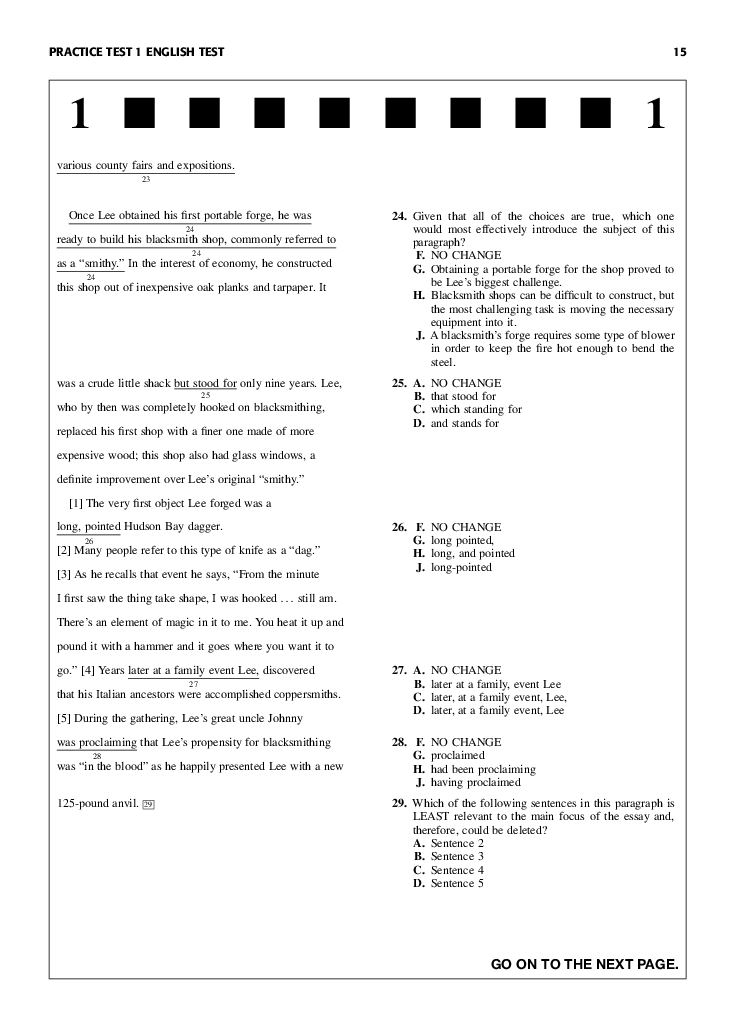 PRACTICE TEST 1 ENGLISH TEST 15
1 1
various county fairs and expositions.
23
Once Lee obtained his first portable forge, he was
24
ready to build his blacksmith shop, commonly referred to
24
as a “smithy.” In the interest of economy, he constructed
24
this shop out of inexpensive oak planks and tarpaper. It
was a crude little shack but stood for only nine years. Lee,
25
who by then was completely hooked on blacksmithing,
replaced his first shop with a finer one made of more
expensive wood; this shop also had glass windows, a
definite improvement over Lee’s original “smithy.”
[1] The very first object Lee forged was a
long, pointed Hudson Bay dagger.
26
[2] Many people refer to this type of knife as a “dag.”
[3] As he recalls that event he says, “From the minute
I first saw the thing take shape, I was hooked . . . still am.
There’s an element of magic in it to me. You heat it up and
pound it with a hammer and it goes where you want it to
go.” [4] Years later at a family event Lee, discovered
27
that his Italian ancestors were accomplished coppersmiths.
[5] During the gathering, Lee’s great uncle Johnny
was proclaiming that Lee’s propensity for blacksmithing
28
was “in the blood” as he happily presented Lee with a new
125-pound anvil. 29
24. Given that all of the choices are true, which one
would most effectively introduce the subject of this
paragraph?
F. NO CHANGE
G. Obtaining a portable forge for the shop proved to
be Lee’s biggest challenge.
H. Blacksmith shops can be difficult to construct, but
the most challenging task is moving the necessary
equipment into it.
J. A blacksmith’s forge requires some type of blower
in order to keep the fire hot enough to bend the
steel.
25. A. NO CHANGE
B. that stood for
C. which standing for
D. and stands for
26. F. NO CHANGE
G. long pointed,
H. long, and pointed
J. long-pointed
27. A. NO CHANGE
B. later at a family, event Lee
C. later, at a family event, Lee,
D. later, at a family event, Lee
28. F. NO CHANGE
G. proclaimed
H. had been proclaiming
J. having proclaimed
29. Which of the following sentences in this paragraph is
LEAST relevant to the main focus of the essay and,
therefore, could be deleted?
A. Sentence 2
B. Sentence 3
C. Sentence 4
D. Sentence 5
GO ON TO THE NEXT PAGE.